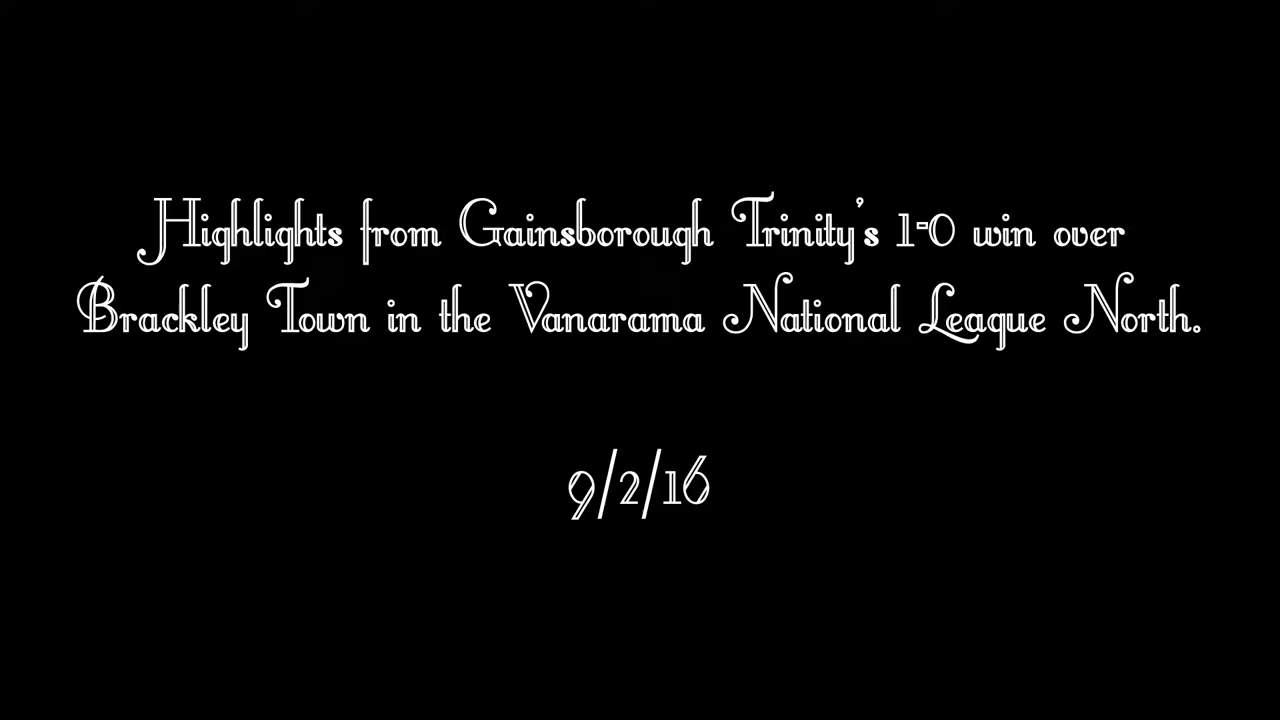 Highlights from Gainsborough Trinity's 1-0 win over
Brackley Town in the Vanarama National League North.
9/2/16